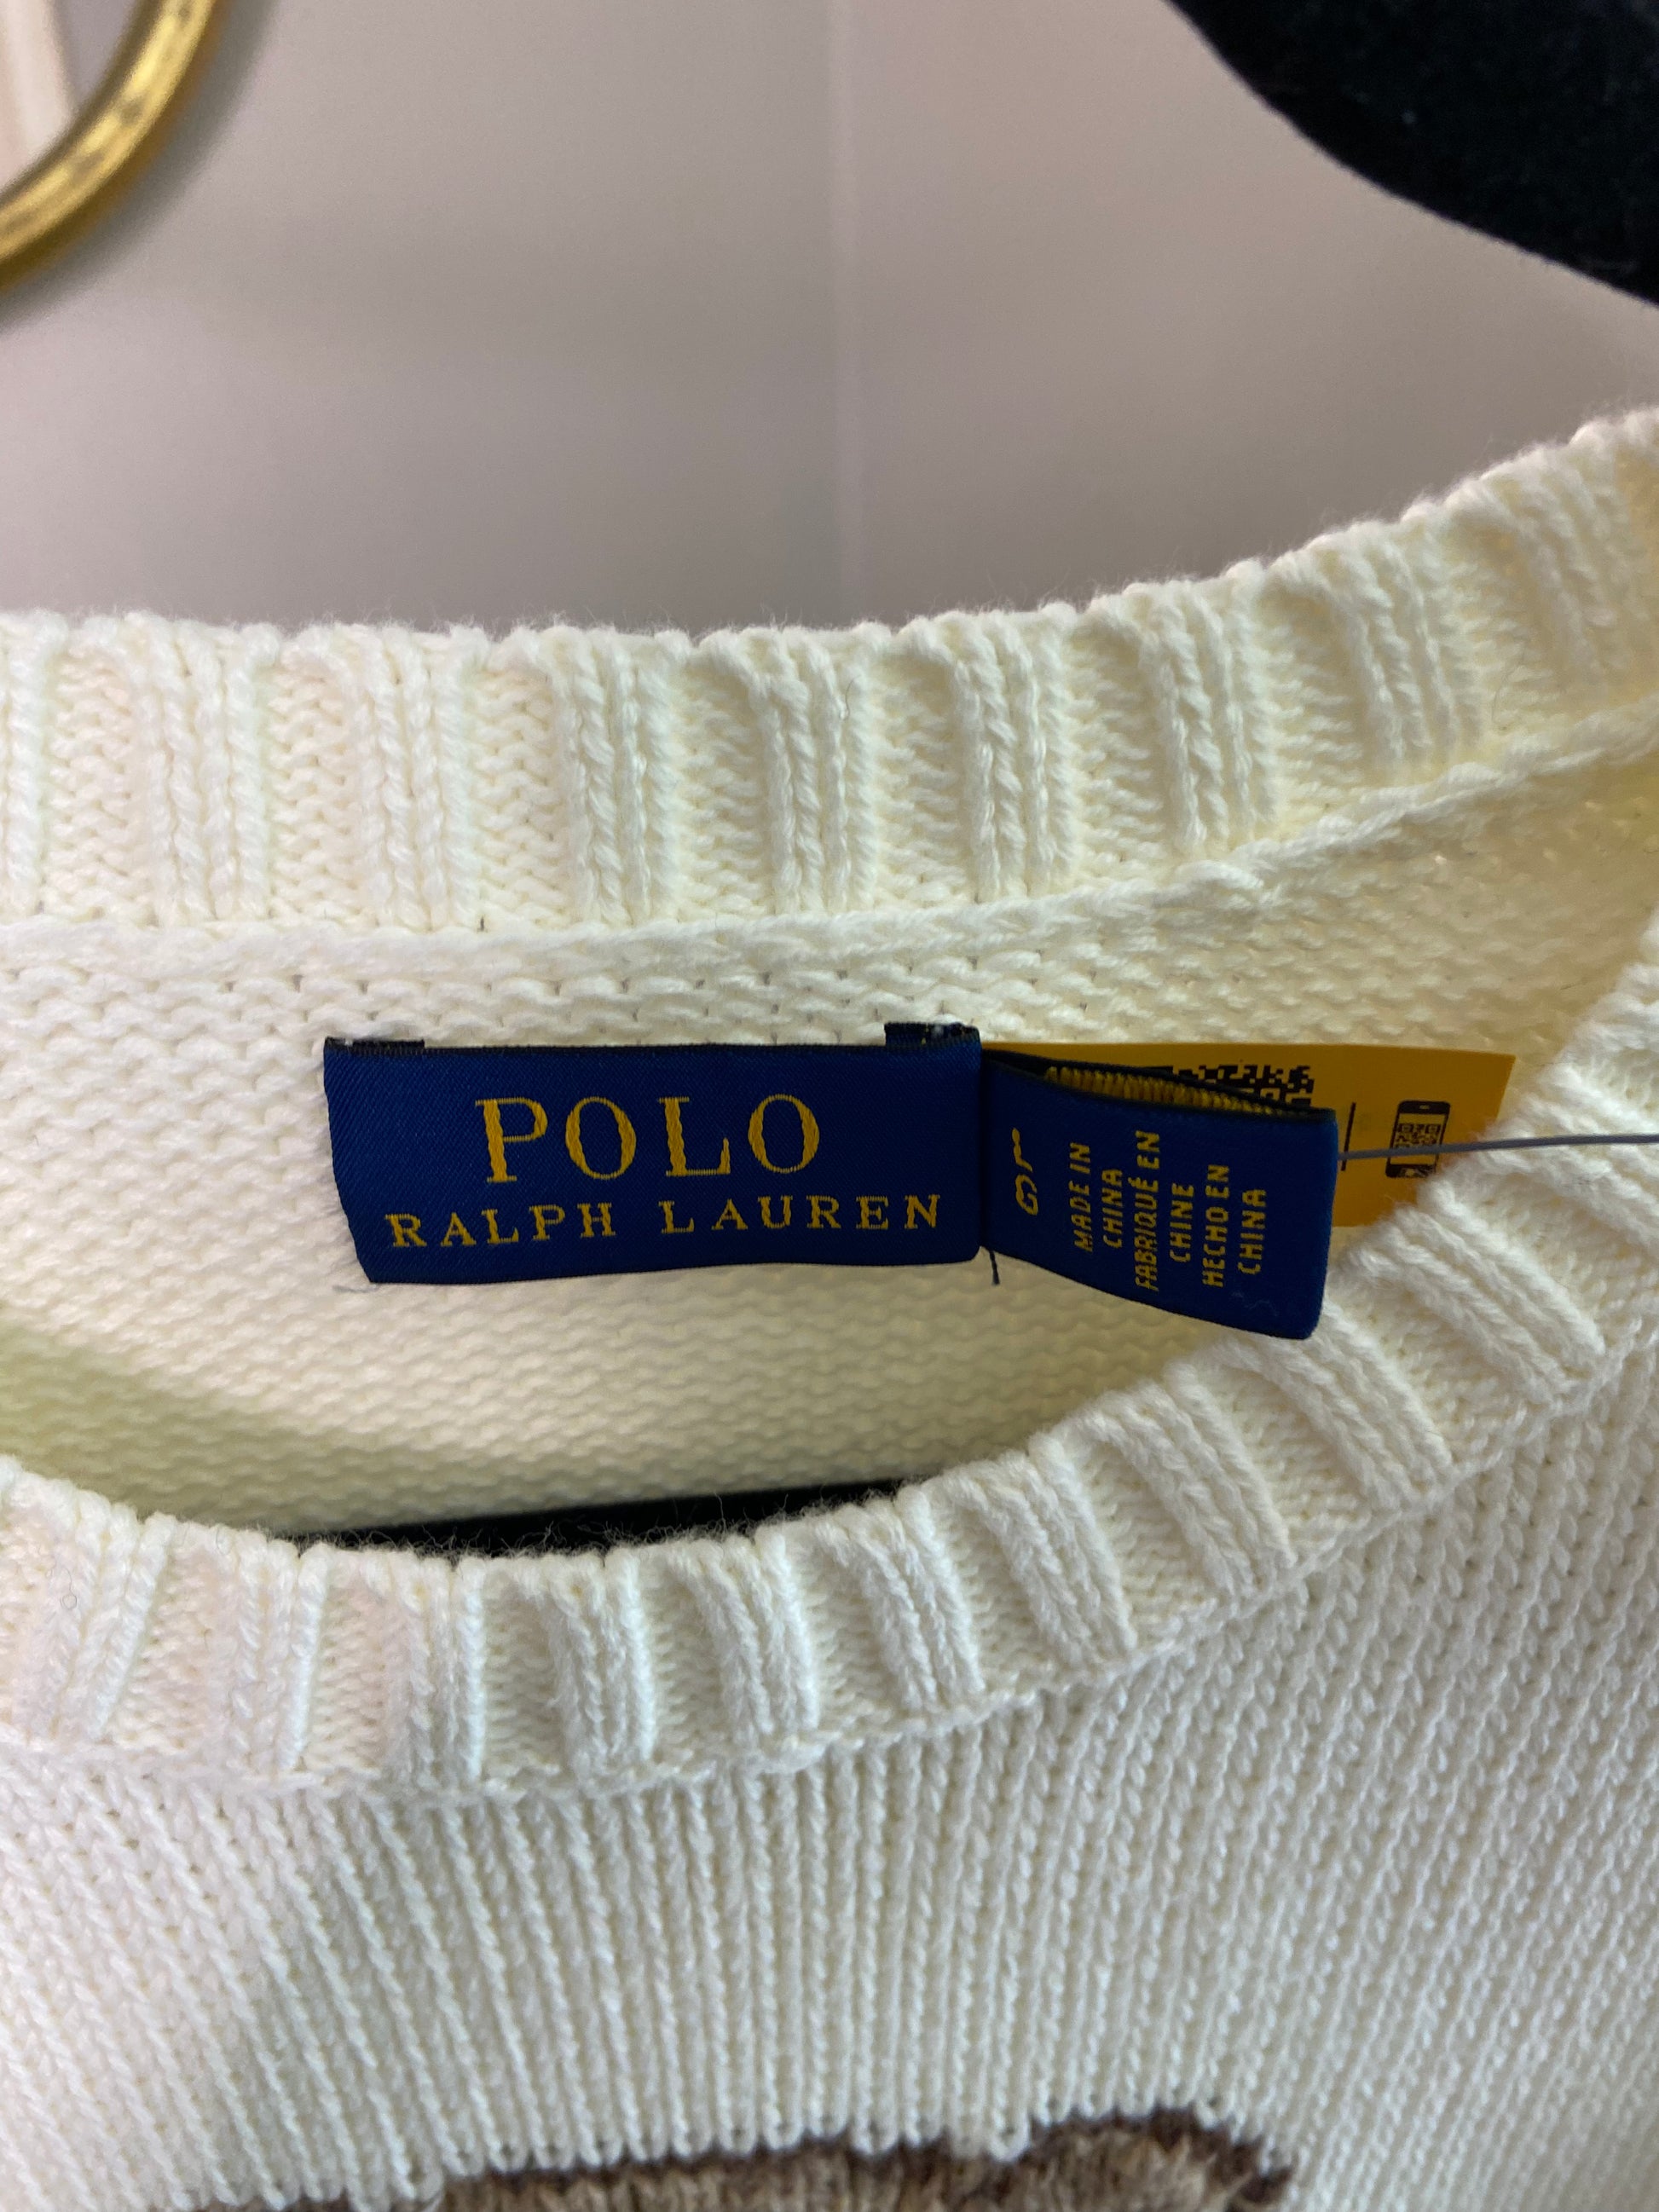 POLO
RALPH LAUREN
MADE IN
CHINA
FABRIQUÉ EN
CHINE
HECHO EN
CHINA